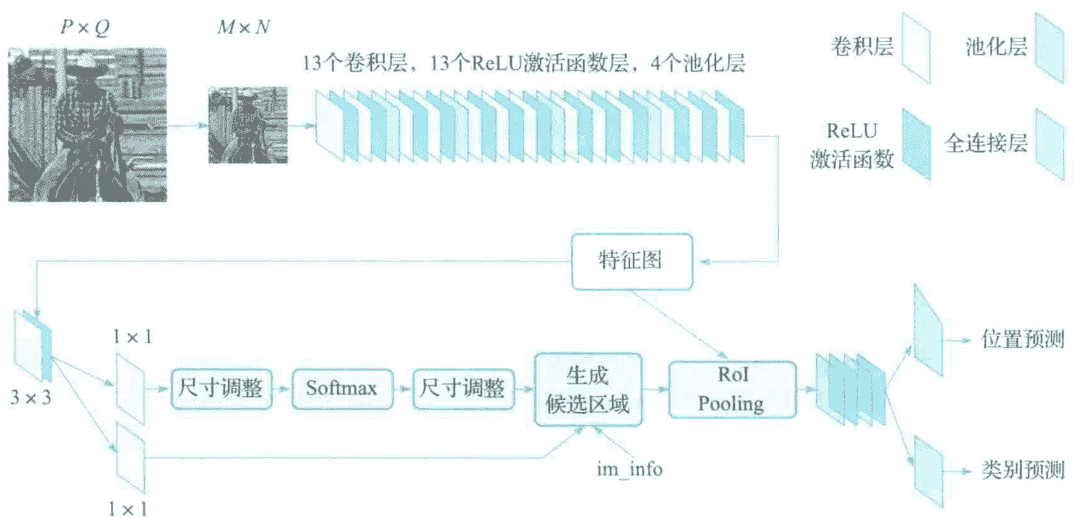 P×Q
M×N
13个卷积层，13个ReLU激活函数层，4个池化层
卷积层
池化层
ReLU
激活函数
全连接层
特征图
3×3
1×1
尺寸调整
Softmax
尺寸调整
生成
候选区域
RoI
Pooling
位置预测
1×1
im_info
类别预测